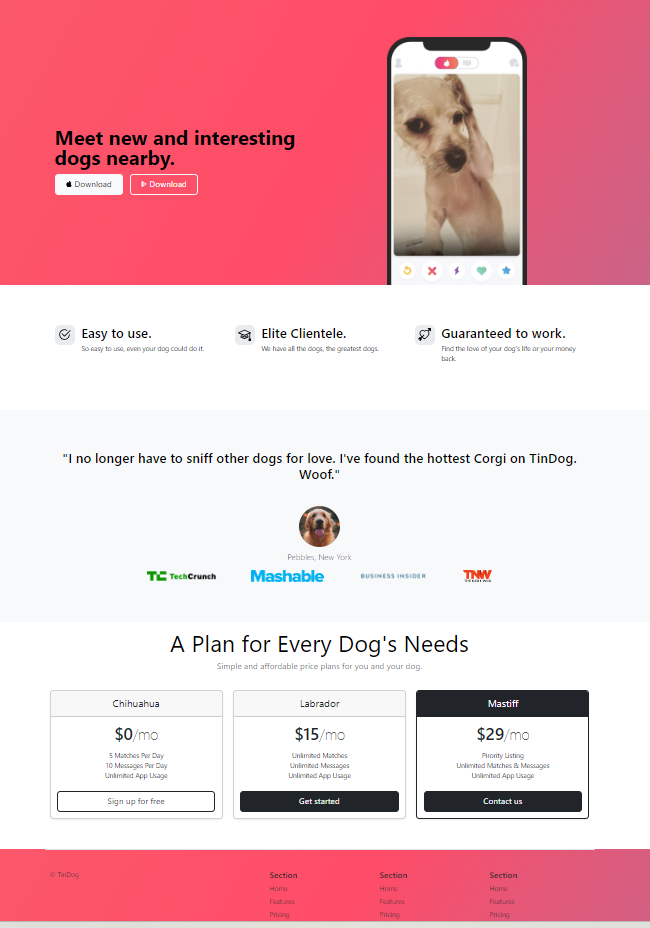 Meet new and interesting
dogs nearby.
Download
Download
Easy to use.
So easy to use, even your dog could do it.
Elite Clientele.
We have all the dogs, the greatest dogs.
Guaranteed to work.
Find the love of your dog's life or your money
back.
"I no longer have to sniff other dogs for love. I've found the hottest Corgi on TinDog.
Woof."
Pebbles, New York
TC TechCrunch
Mashable
BUSINESS INSIDER
TNW
THE NEXT WEB
A Plan for Every Dog's Needs
Simple and affordable price plans for you and your dog.
Chihuahua
$0/mo
5 Matches Per Day
10 Messages Per Day
Unlimited App Usage
Sign up for free
Labrador
$15/mo
Unlimited Matches
Unlimited Messages
Unlimited App Usage
Get started
Mastiff
$29/mo
Pirority Listing
Unlimited Matches & Messages
Unlimited App Usage
Contact us
© TinDog
Section
Home
Features
Pricing
Section
Home
Features
Pricing
Section
Home
Features
Pricing